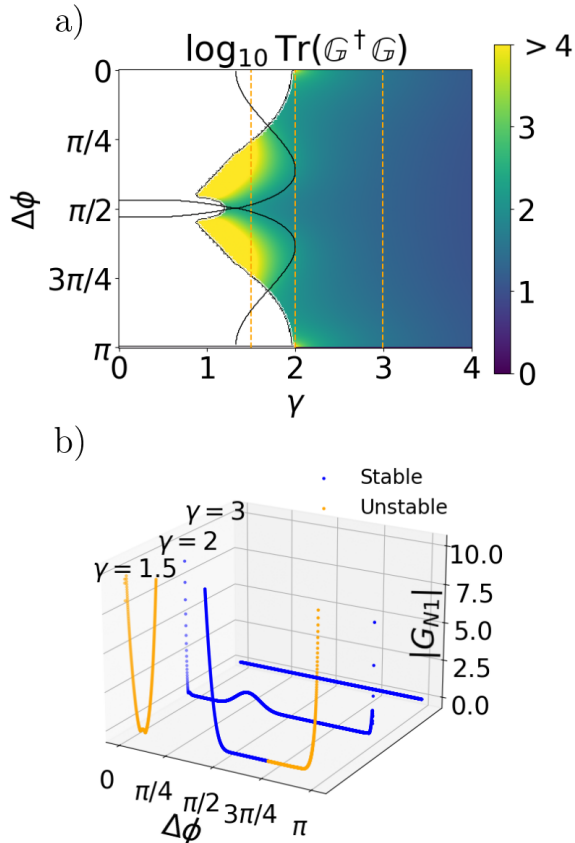 a)
log₁₀ Tr(𝔾†𝔾)
0
π/4
π/2
3π/4
π
Δϕ
0 1 2 3 4
γ
> 4
3
2
1
0
b)
Stable
Unstable
γ = 3
γ = 2
γ = 1.5
10.0
7.5
5.0
2.5
0.0
|G_{N1}|
0
π/4
π/2
3π/4
π
Δϕ